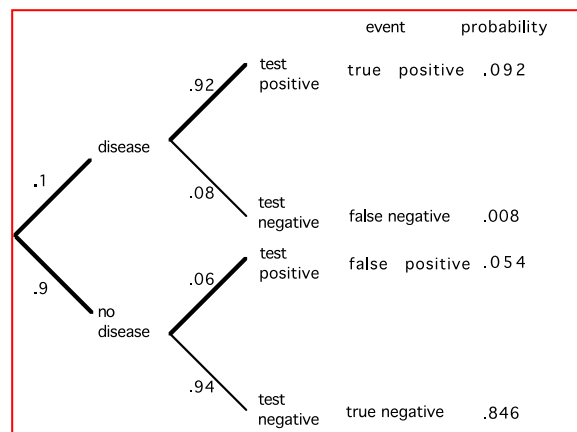 event probability
test
positive true positive .092
.92
disease
.1
.08
test
negative false negative .008
test
positive false positive .054
.9
.06
no
disease
.94
test
negative true negative .846